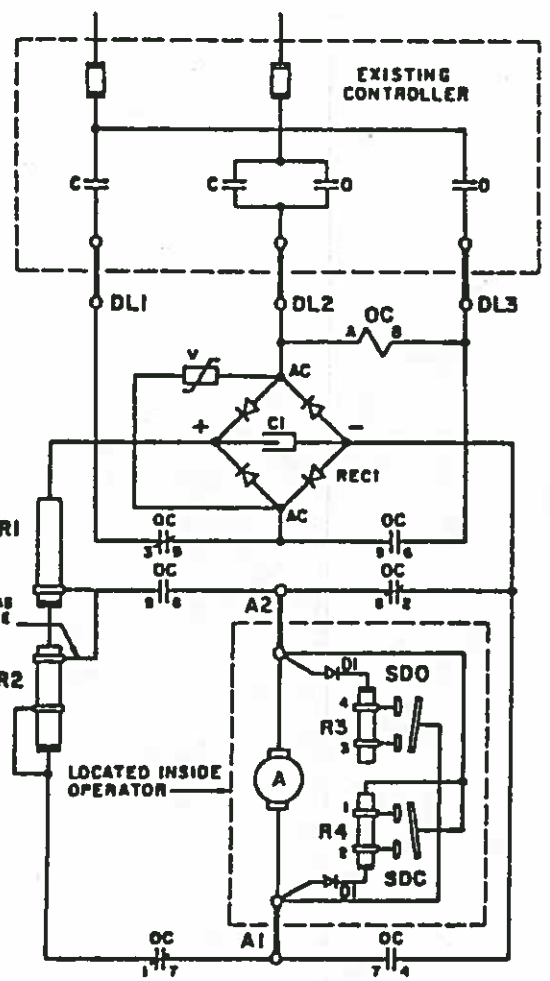 EXISTING
CONTROLLER
C
C
O
O
DL1
DL2
DL3
OC
A
B
V
AC
+
C1
-
REC1
AC
OC
3
5
OC
9
6
R1
OC
9
6
A2
OC
8
2
R2
D1
SDO
4
R3
3
LOCATED INSIDE
OPERATOR
A
1
R4
2
SDC
D1
A1
OC
1
7
OC
7
4